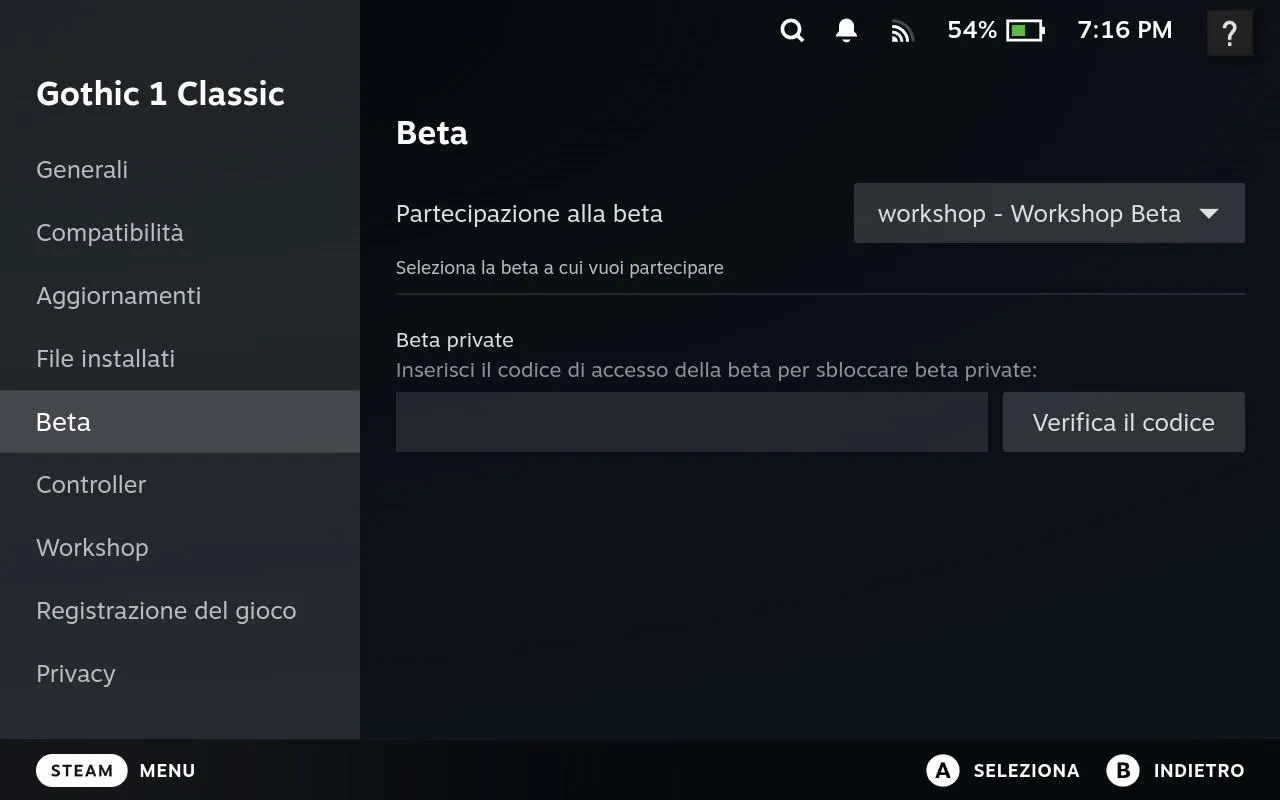 54%
7:16 PM
?
Gothic 1 Classic
Generali
Compatibilità
Aggiornamenti
File installati
Beta
Controller
Workshop
Registrazione del gioco
Privacy
Beta
Partecipazione alla beta
workshop - Workshop Beta
Seleziona la beta a cui vuoi partecipare
Beta private
Inserisci il codice di accesso della beta per sbloccare beta private:
Verifica il codice
STEAM MENU
A SELEZIONA B INDIETRO